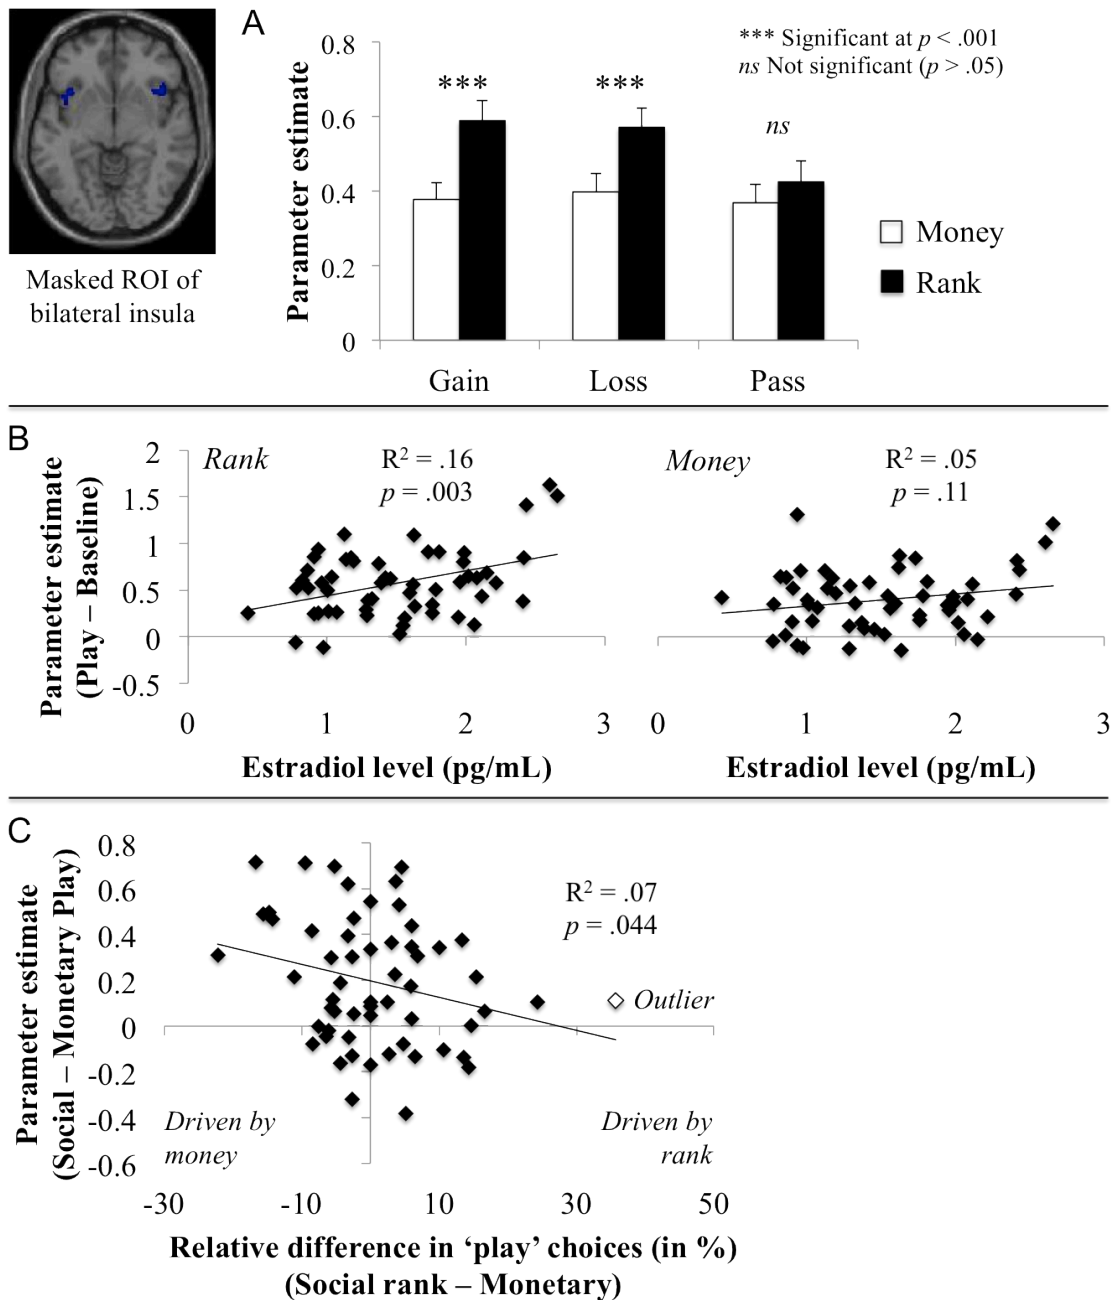 A
*** Significant at p < .001
ns Not significant (p > .05)
Parameter estimate
0.8
0.6
0.4
0.2
0
***
***
ns
Money
Rank
Gain
Loss
Pass
Masked ROI of
bilateral insula
B
Parameter estimate
(Play – Baseline)
2
1.5
1
0.5
0
-0.5
Rank
R² = .16
p = .003
0
1
2
3
Estradiol level (pg/mL)
Money
R² = .05
p = .11
0
1
2
3
Estradiol level (pg/mL)
C
Parameter estimate
(Social – Monetary Play)
0.8
0.6
0.4
0.2
0
-0.2
-0.4
-0.6
R² = .07
p = .044
Outlier
Driven by
money
Driven by
rank
-30
-10
10
30
50
Relative difference in ‘play’ choices (in %)
(Social rank – Monetary)